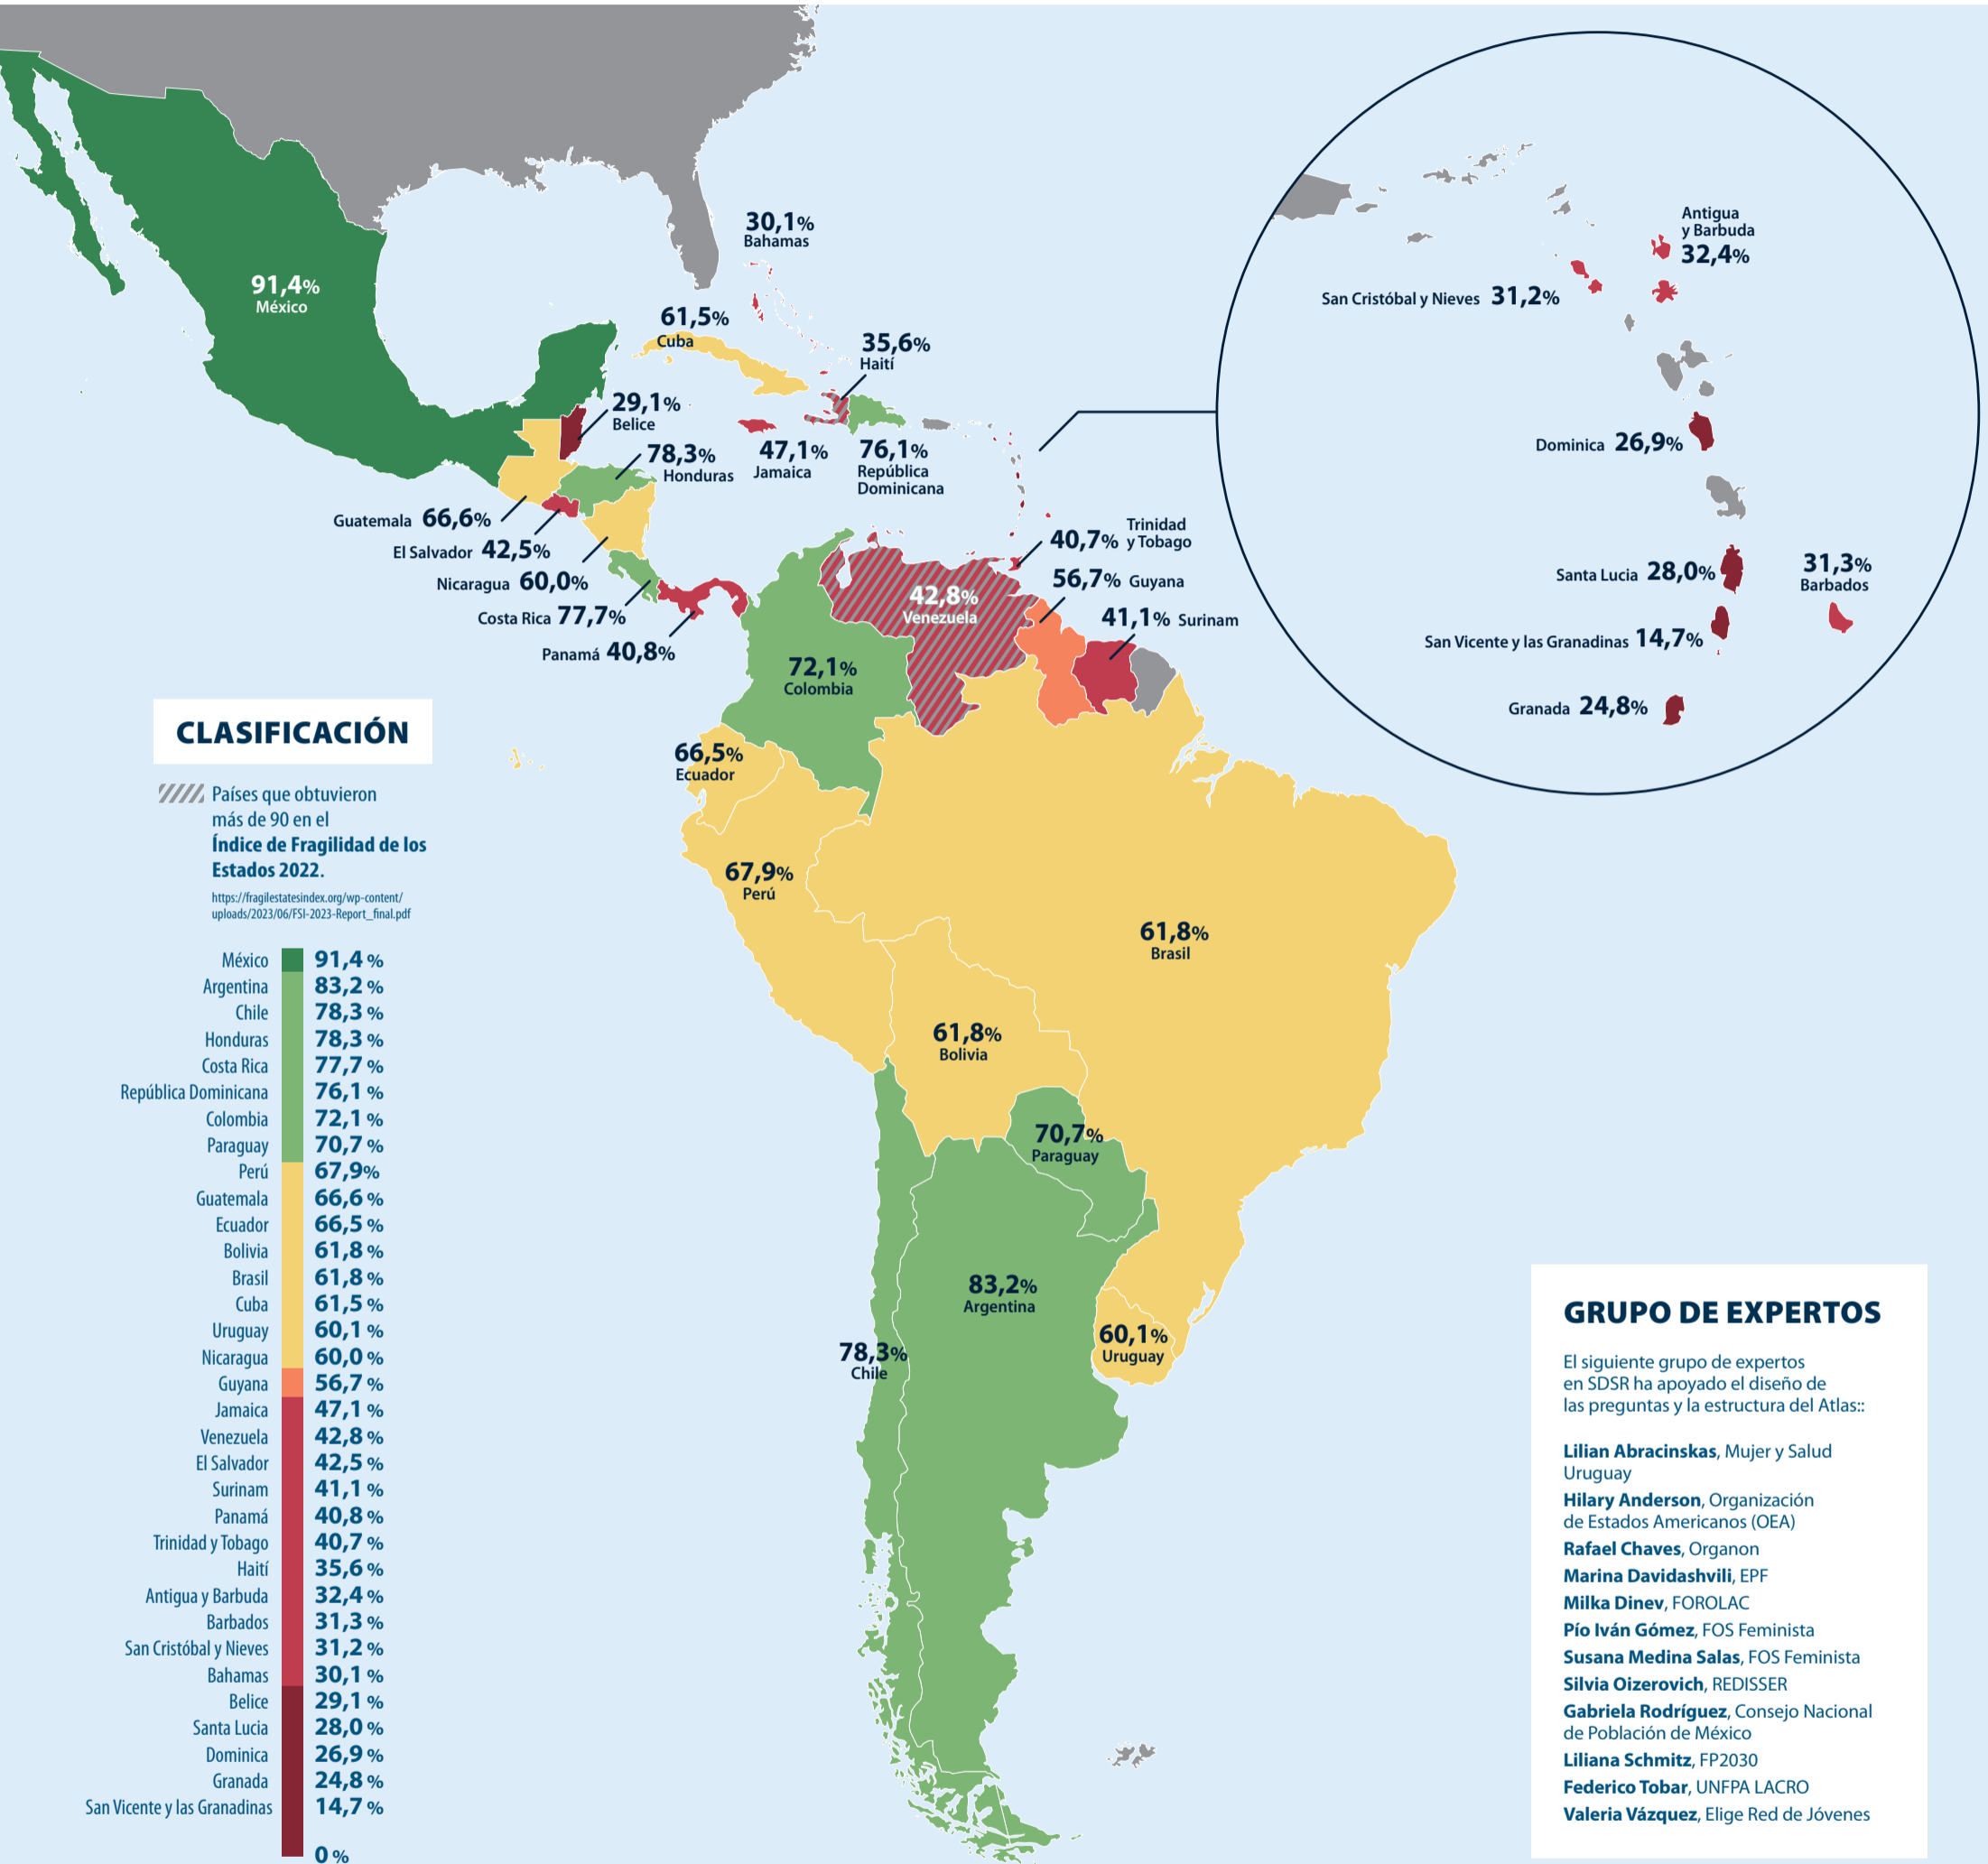 91,4%
México
30,1%
Bahamas
61,5%
Cuba
35,6%
Haití
29,1%
Belice
78,3%
Honduras
47,1%
Jamaica
76,1%
República
Dominicana
Guatemala 66,6%
El Salvador 42,5%
Nicaragua 60,0%
Costa Rica 77,7%
Panamá 40,8%
40,7% Trinidad
y Tobago
56,7% Guyana
42,8%
Venezuela
41,1% Surinam
72,1%
Colombia
66,5%
Ecuador
67,9%
Perú
61,8%
Brasil
61,8%
Bolivia
70,7%
Paraguay
83,2%
Argentina
78,3%
Chile
60,1%
Uruguay
Antigua
y Barbuda
32,4%
San Cristóbal y Nieves 31,2%
Dominica 26,9%
Santa Lucia 28,0%
31,3%
Barbados
San Vicente y las Granadinas 14,7%
Granada 24,8%
CLASIFICACIÓN
Países que obtuvieron
más de 90 en el
Índice de Fragilidad de los
Estados 2022.
https://fragilestatesindex.org/wp-content/
uploads/2023/06/FSI-2023-Report_final.pdf
México 91,4 %
Argentina 83,2 %
Chile 78,3 %
Honduras 78,3 %
Costa Rica 77,7 %
República Dominicana 76,1 %
Colombia 72,1 %
Paraguay 70,7 %
Perú 67,9%
Guatemala 66,6 %
Ecuador 66,5 %
Bolivia 61,8 %
Brasil 61,8 %
Cuba 61,5 %
Uruguay 60,1 %
Nicaragua 60,0 %
Guyana 56,7 %
Jamaica 47,1 %
Venezuela 42,8 %
El Salvador 42,5 %
Surinam 41,1 %
Panamá 40,8 %
Trinidad y Tobago 40,7 %
Haití 35,6 %
Antigua y Barbuda 32,4 %
Barbados 31,3 %
San Cristóbal y Nieves 31,2 %
Bahamas 30,1 %
Belice 29,1 %
Santa Lucia 28,0 %
Dominica 26,9 %
Granada 24,8 %
San Vicente y las Granadinas 14,7 %
0 %
GRUPO DE EXPERTOS
El siguiente grupo de expertos
en SDSR ha apoyado el diseño de
las preguntas y la estructura del Atlas::
Lilian Abracinskas, Mujer y Salud
Uruguay
Hilary Anderson, Organización
de Estados Americanos (OEA)
Rafael Chaves, Organon
Marina Davidashvili, EPF
Milka Dinev, FOROLAC
Pío Iván Gómez, FOS Feminista
Susana Medina Salas, FOS Feminista
Silvia Oizerovich, REDISSER
Gabriela Rodríguez, Consejo Nacional
de Población de México
Liliana Schmitz, FP2030
Federico Tobar, UNFPA LACRO
Valeria Vázquez, Elige Red de Jóvenes